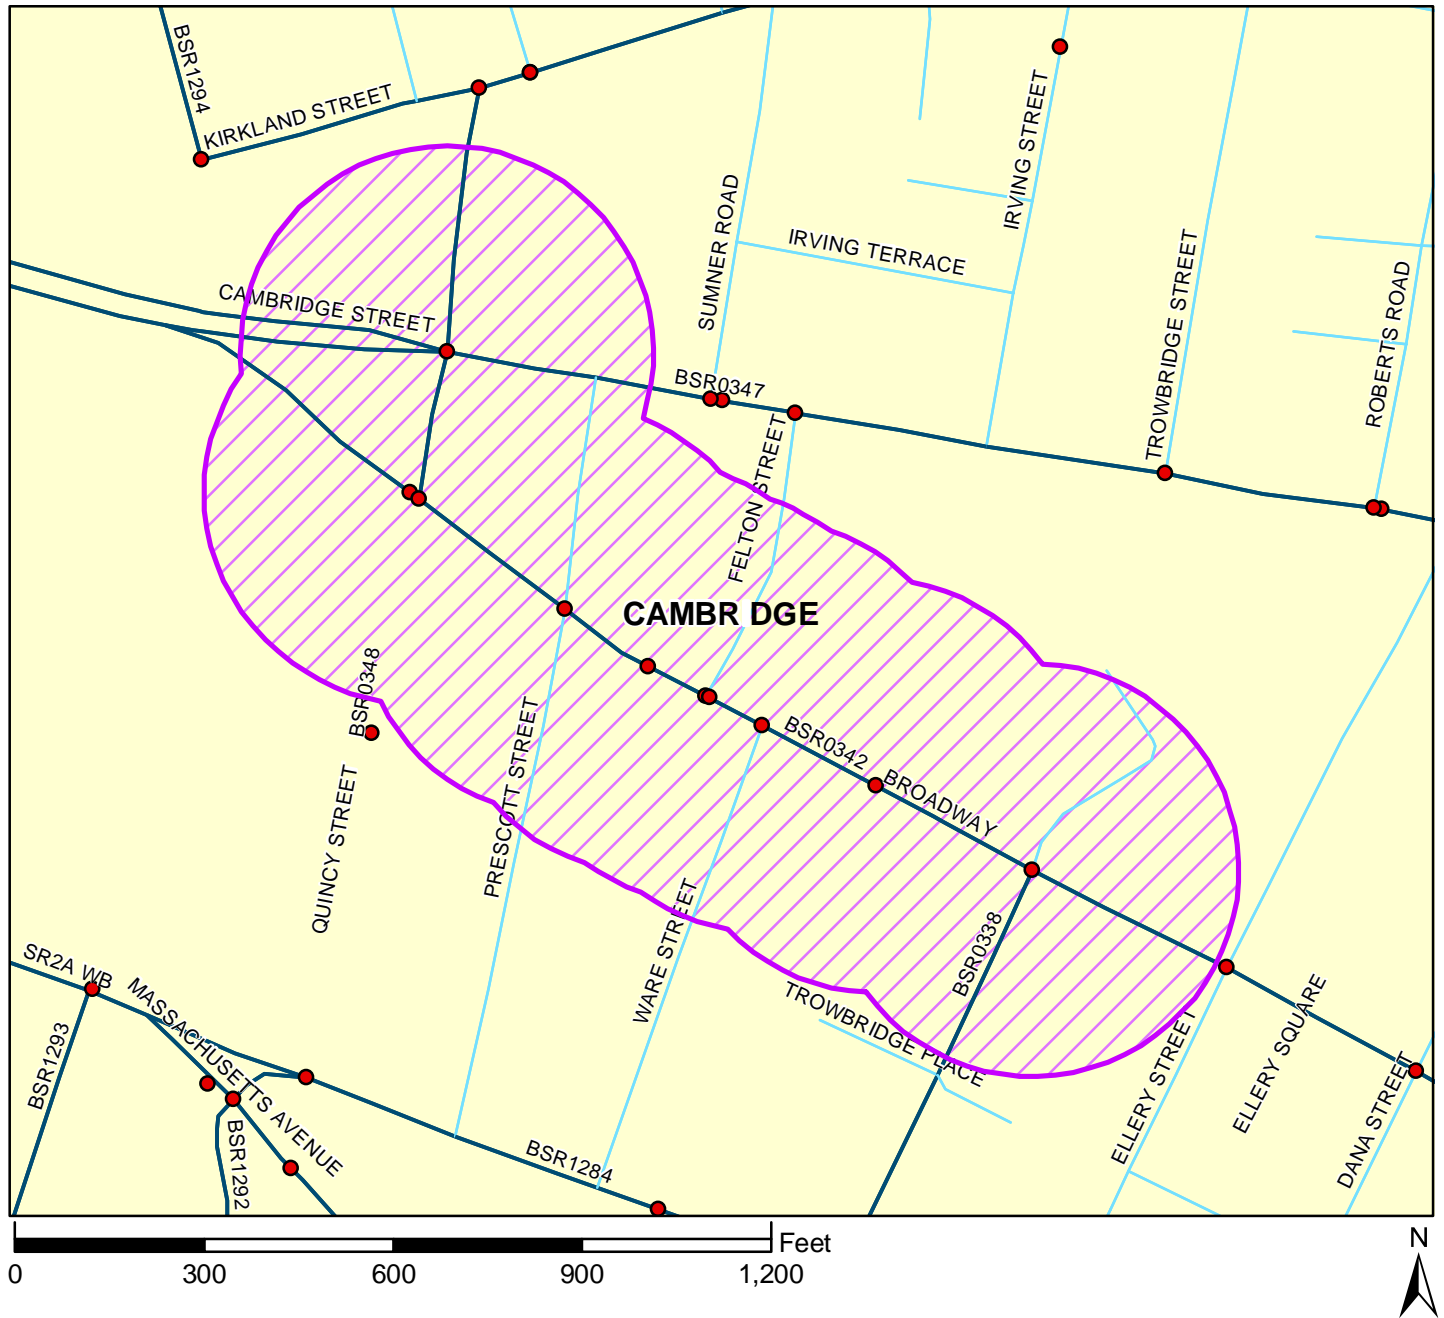 BSR1294
KIRKLAND STREET
IRVING STREET
SUMNER ROAD
IRVING TERRACE
TROWBRIDGE STREET
ROBERTS ROAD
CAMBRIDGE STREET
BSR0347
FELTON STREET
CAMBR DGE
BSR0348
PRESCOTT STREET
BSR0342
BROADWAY
QUINCY STREET
WARE STREET
BSR0338
SR2A WB
MASSACHUSETTS AVENUE
TROWBRIDGE PLACE
ELLERY STREET
ELLERY SQUARE
DANA STREET
BSR1293
BSR1292
BSR1284
Feet
0 300 600 900 1,200
N